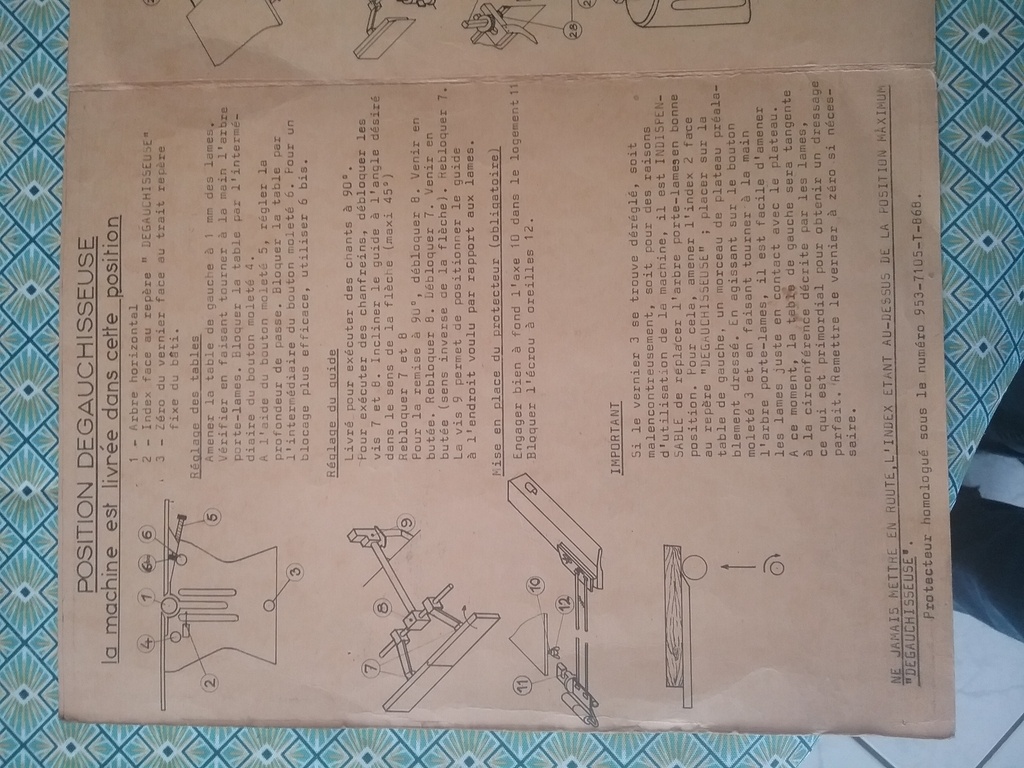 POSITION DEGAUCHISSEUSE
la machine est livrée dans cette position
1 - Arbre horizontal
2 - Index face au repère " DEGAUCHISSEUSE"
3 - Zéro du vernier face au trait repère
fixe du bâti.
Réglage des tables
Amener la table de gauche à 1 mm des lames.
Vérifier en faisant tourner à la main l'arbre
porte-lames. Bloquer la table par l'intermé-
diaire du bouton moleté 4.
A l'aide du bouton moleté 5, régler la
profondeur de passe. Bloquer la table par
l'intermédiaire du bouton moleté 6. Pour un
blocage plus efficace, utiliser 6 bis.
Réglage du guide
Livré pour exécuter des chants à 90°.
Pour exécuter des chanfreins, débloquer les
vis 7 et 8. Incliner le guide à l'angle désiré
dans le sens de la flèche (maxi 45°)
Rebloquer 7 et 8
Pour la remise à 90°, débloquer 8. Venir en
butée. Rebloquer 8. Débloquer 7. Venir en
butée (sens inverse de la flèche). Rebloquer 7.
La vis 9 permet de positionner le guide
à l'endroit voulu par rapport aux lames.
Mise en place du protecteur (obligatoire)
Engager bien à fond l'axe 10 dans le logement 11
Bloquer l'écrou à oreilles 12.
IMPORTANT
Si le vernier 3 se trouve déréglé, soit
malencontreusement, soit pour des raisons
d'utilisation de la machine, il est INDISPEN-
SABLE de replacer l'arbre porte-lames en bonne
position. Pour cela, amener l'index 2 face
au repère "DEGAUCHISSEUSE" ; placer sur la
table de gauche, un morceau de plateau préala-
blement dressé. En agissant sur le bouton
moleté 3 et en faisant tourner à la main
l'arbre porte-lames, il est facile d'amener
les lames juste en contact avec le plateau.
A ce moment, la table de gauche sera tangente
à la circonférence décrite par les lames,
ce qui est primordial pour obtenir un dressage
parfait. Remettre le vernier à zéro si néces-
saire.
NE JAMAIS METTRE EN ROUTE, L'INDEX ETANT AU-DESSUS DE LA POSITION MAXIMUM
"DEGAUCHISSEUSE".
Protecteur homologué sous le numéro 953-7105-T-868.
4
1
6
5
2
3
7
8
9
10
11
12
28